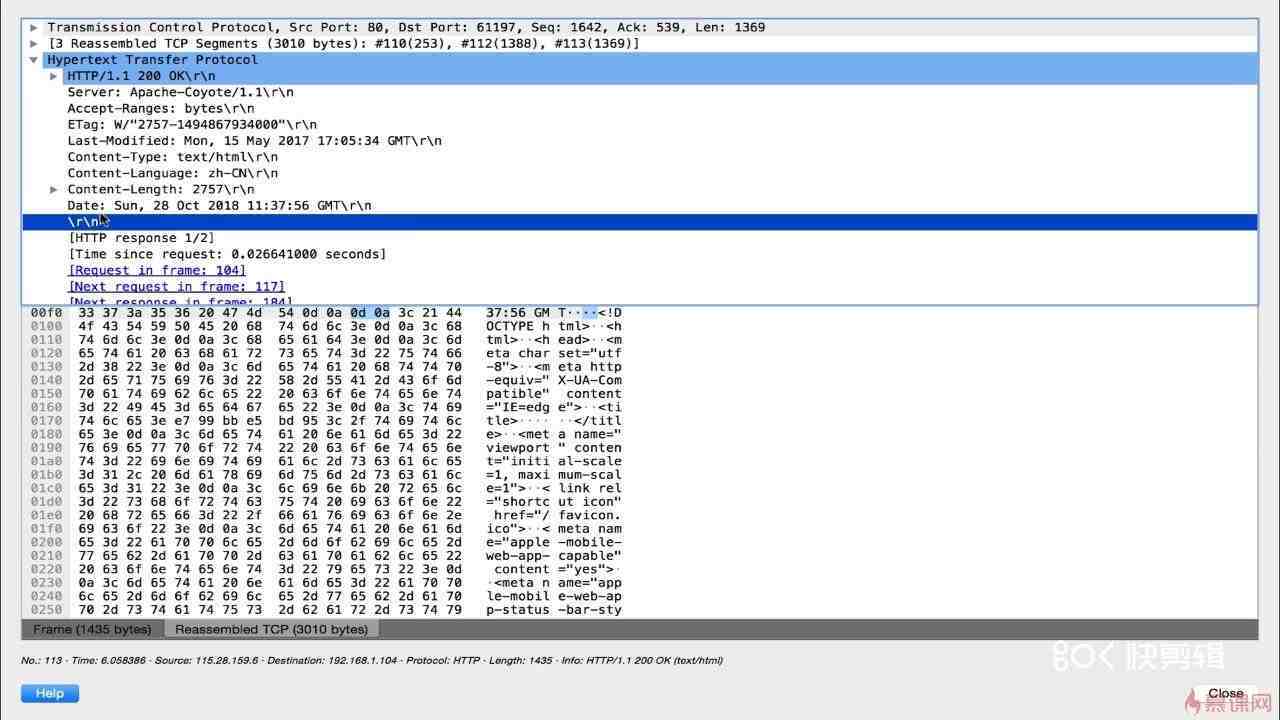 Transmission Control Protocol, Src Port: 80, Dst Port: 61197, Seq: 1642, Ack: 539, Len: 1369
[3 Reassembled TCP Segments (3010 bytes): #110(253), #112(1388), #113(1369)]
Hypertext Transfer Protocol
HTTP/1.1 200 OK\r\n
Server: Apache-Coyote/1.1\r\n
Accept-Ranges: bytes\r\n
ETag: W/"2757-1494867934000"\r\n
Last-Modified: Mon, 15 May 2017 17:05:34 GMT\r\n
Content-Type: text/html\r\n
Content-Language: zh-CN\r\n
Content-Length: 2757\r\n
Date: Sun, 28 Oct 2018 11:37:56 GMT\r\n
\r\n
[HTTP response 1/2]
[Time since request: 0.026641000 seconds]
[Request in frame: 104]
[Next request in frame: 117]
[Next response in frame: 184]
00f0 33 37 3a 35 36 20 47 4d 54 0d 0a 0d 0a 3c 21 44 37:56 GM T····<!D
0100 4f 43 54 59 50 45 20 68 74 6d 6c 3e 0d 0a 3c 68 OCTYPE h tml>··<h
0110 74 6d 6c 3e 0d 0a 3c 68 65 61 64 3e 0d 0a 3c 6d tml>··<h ead>··<m
0120 65 74 61 20 63 68 61 72 73 65 74 3d 22 75 74 66 eta char set="utf
0130 2d 38 22 3e 0d 0a 3c 6d 65 74 61 20 68 74 74 70 -8">··<m eta http
0140 2d 65 71 75 69 76 3d 22 58 2d 55 41 2d 43 6f 6d -equiv=" X-UA-Com
0150 70 61 74 69 62 6c 65 22 20 63 6f 6e 74 65 6e 74 patible"  content
0160 3d 22 49 45 3d 65 64 67 65 22 3e 0d 0a 3c 74 69 ="IE=edg e">··<ti
0170 74 6c 65 3e e7 99 bb e5 bd 95 3c 2f 74 69 74 6c tle>···· ··</titl
0180 65 3e 0d 0a 3c 6d 65 74 61 20 6e 61 6d 65 3d 22 e>··<met a name="
0190 76 69 65 77 70 6f 72 74 22 20 63 6f 6e 74 65 6e viewport " conten
01a0 74 3d 22 69 6e 69 74 69 61 6c 2d 73 63 61 6c 65 t="initi al-scale
01b0 3d 31 2c 20 6d 61 78 69 6d 75 6d 2d 73 63 61 6c =1, maxi mum-scal
01c0 65 3d 31 22 3e 0d 0a 3c 6c 69 6e 6b 20 72 65 6c e=1">··< link rel
01d0 3d 22 73 68 6f 72 74 63 75 74 20 69 63 6f 6e 22 ="shortc ut icon"
01e0 20 68 72 65 66 3d 22 2f 66 61 76 69 63 6f 6e 2e href="/ favicon.
01f0 69 63 6f 22 3e 0d 0a 3c 6d 65 74 61 20 6e 61 6d ico">··< meta nam
0200 65 3d 22 61 70 70 6c 65 2d 6d 6f 62 69 6c 65 2d e="apple -mobile-
0210 77 65 62 2d 61 70 70 2d 63 61 70 61 62 6c 65 22 web-app- capable"
0220 20 63 6f 6e 74 65 6e 74 3d 22 79 65 73 22 3e 0d content ="yes">·
0230 0a 3c 6d 65 74 61 20 6e 61 6d 65 3d 22 61 70 70 ·<meta n ame="app
0240 6c 65 2d 6d 6f 62 69 6c 65 2d 77 65 62 2d 61 70 le-mobil e-web-ap
0250 70 2d 73 74 61 74 75 73 2d 62 61 72 2d 73 74 79 p-status -bar-sty
Frame (1435 bytes) Reassembled TCP (3010 bytes)
No.: 113 · Time: 6.058386 · Source: 115.28.159.6 · Destination: 192.168.1.104 · Protocol: HTTP · Length: 1435 · Info: HTTP/1.1 200 OK (text/html)
快剪辑
Help
Close
慕课网